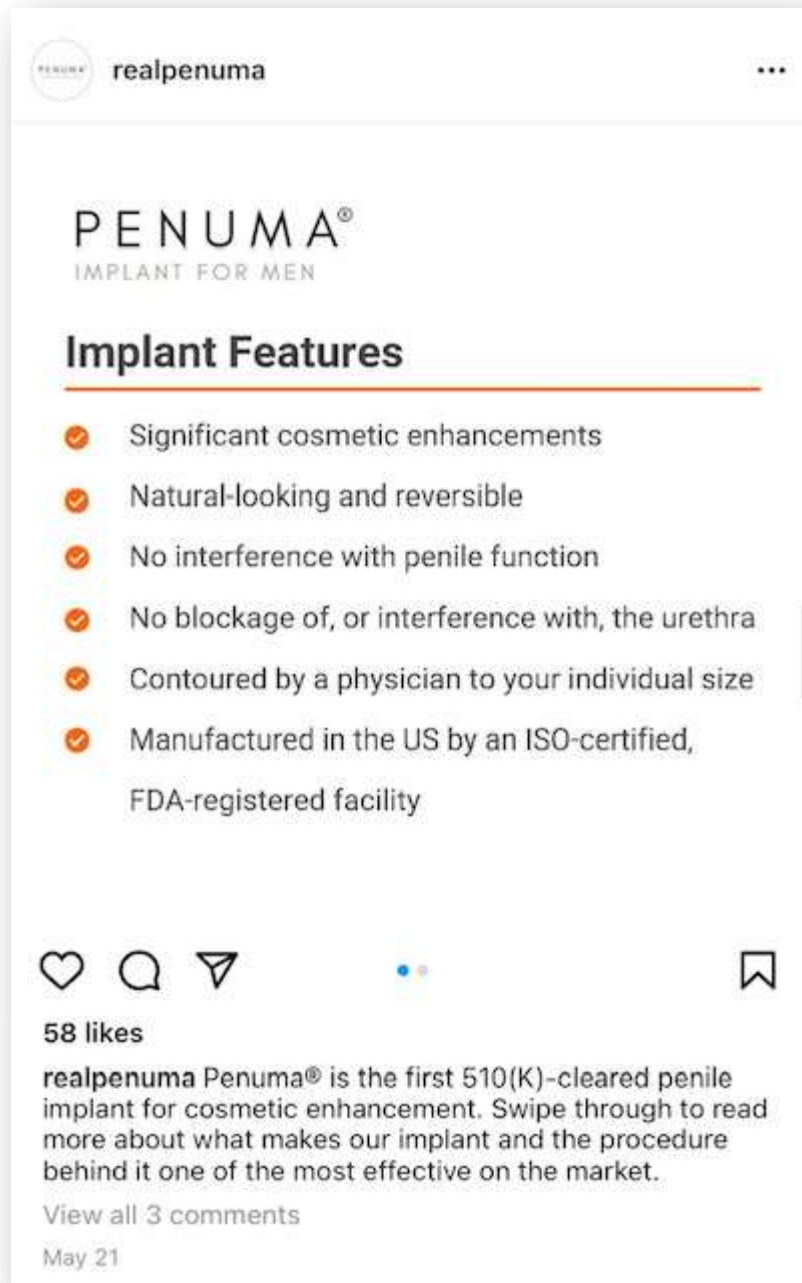 PENUMA®
realpenuma
PENUMA®
IMPLANT FOR MEN
Implant Features
Significant cosmetic enhancements
Natural-looking and reversible
No interference with penile function
No blockage of, or interference with, the urethra
Contoured by a physician to your individual size
Manufactured in the US by an ISO-certified,
FDA-registered facility
58 likes
realpenuma Penuma® is the first 510(K)-cleared penile
implant for cosmetic enhancement. Swipe through to read
more about what makes our implant and the procedure
behind it one of the most effective on the market.
View all 3 comments
May 21